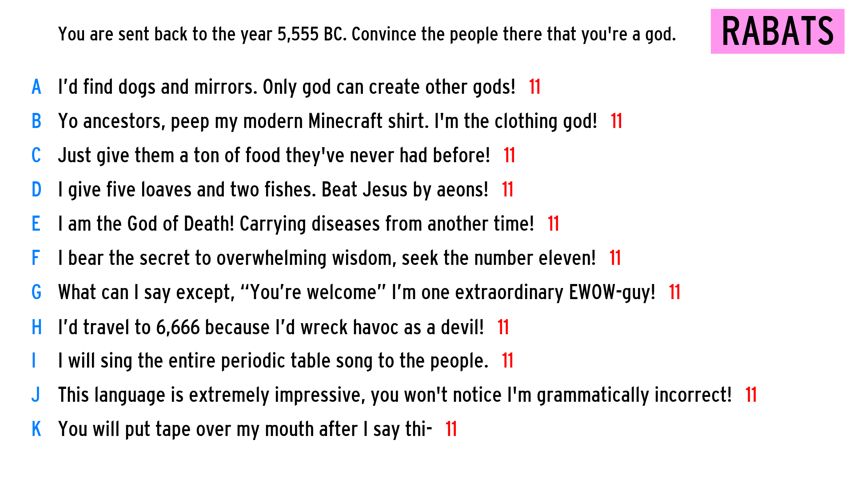 You are sent back to the year 5,555 BC. Convince the people there that you're a god.
RABATS
A I'd find dogs and mirrors. Only god can create other gods! 11
B Yo ancestors, peep my modern Minecraft shirt. I'm the clothing god! 11
C Just give them a ton of food they've never had before! 11
D I give five loaves and two fishes. Beat Jesus by aeons! 11
E I am the God of Death! Carrying diseases from another time! 11
F I bear the secret to overwhelming wisdom, seek the number eleven! 11
G What can I say except, “You’re welcome” I’m one extraordinary EWOW-guy! 11
H I’d travel to 6,666 because I’d wreck havoc as a devil! 11
I I will sing the entire periodic table song to the people. 11
J This language is extremely impressive, you won't notice I'm grammatically incorrect! 11
K You will put tape over my mouth after I say thi- 11